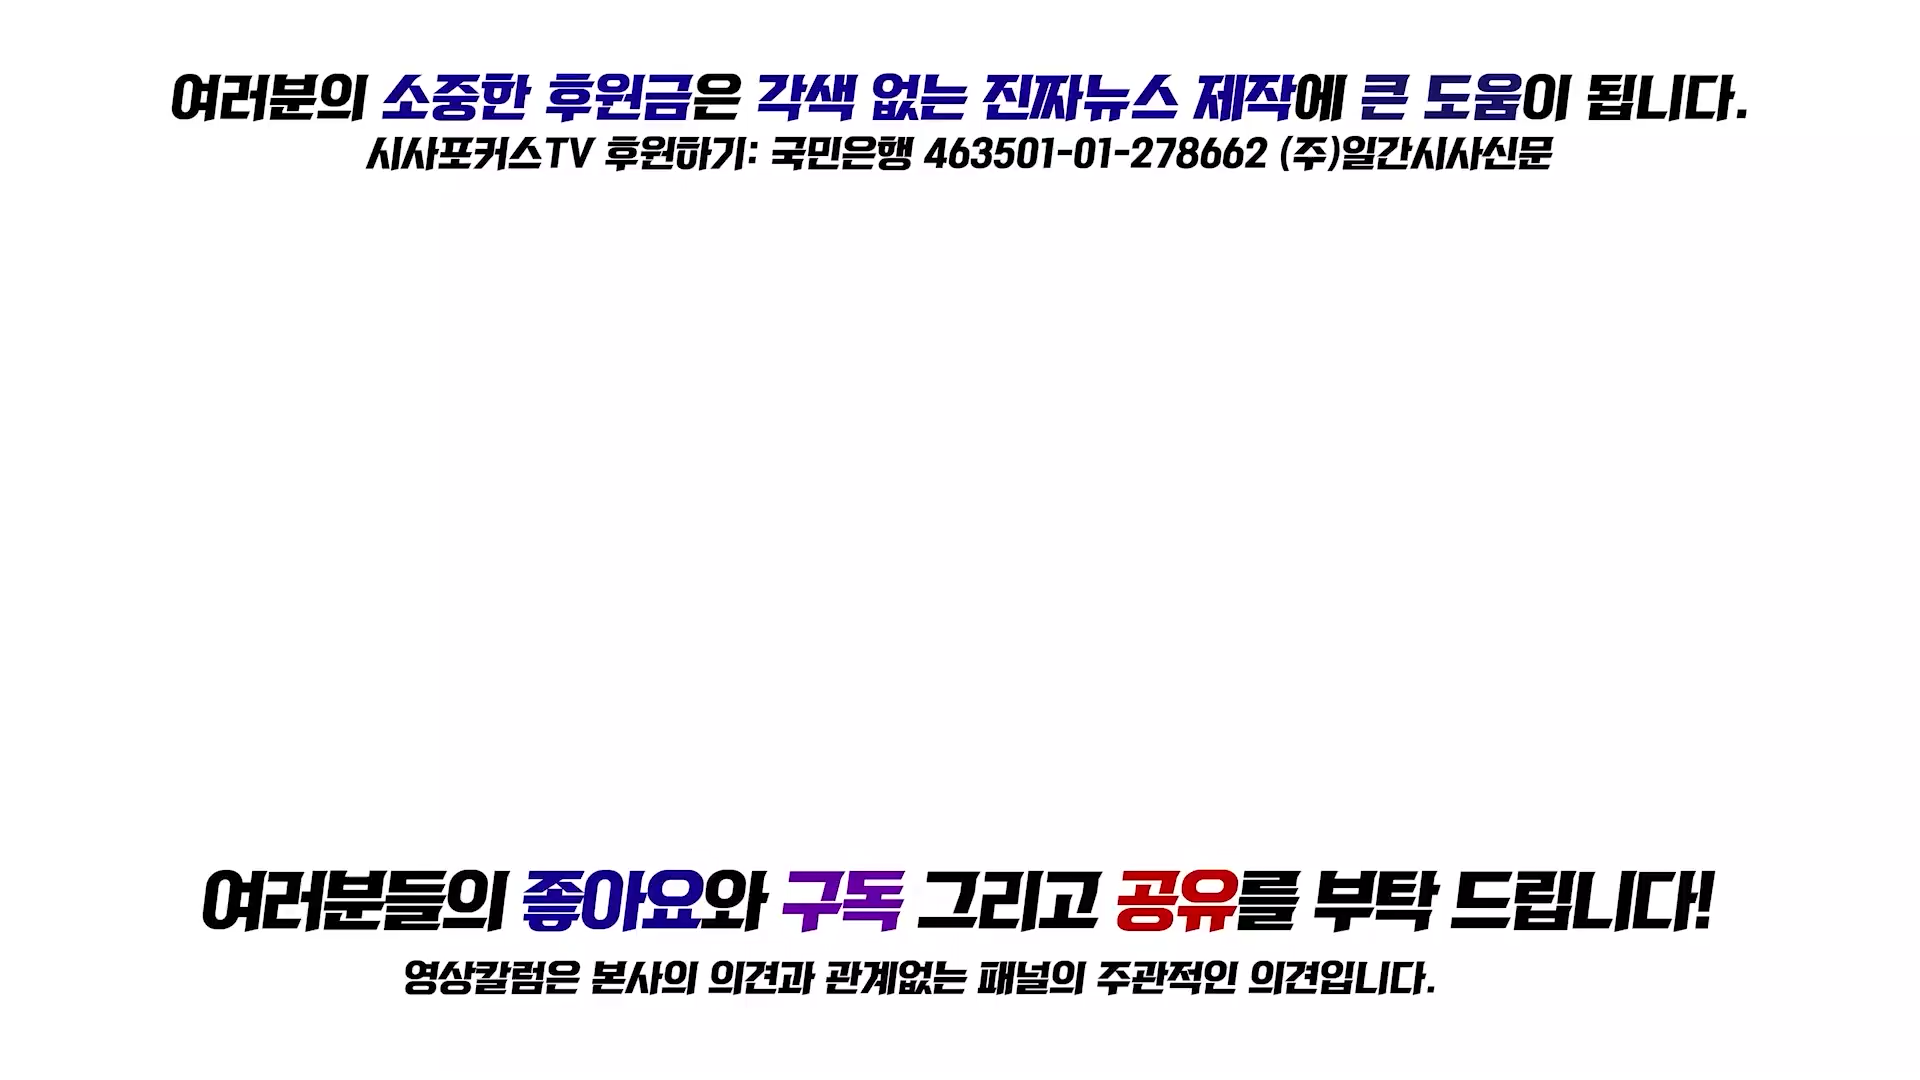 여러분의 소중한 후원금은 각색 없는 진짜뉴스 제작에 큰 도움이 됩니다.
시사포커스TV 후원하기: 국민은행 463501-01-278662 (주)일간시사신문
여러분들의 좋아요와 구독 그리고 공유를 부탁 드립니다!
영상칼럼은 본사의 의견과 관계없는 패널의 주관적인 의견입니다.